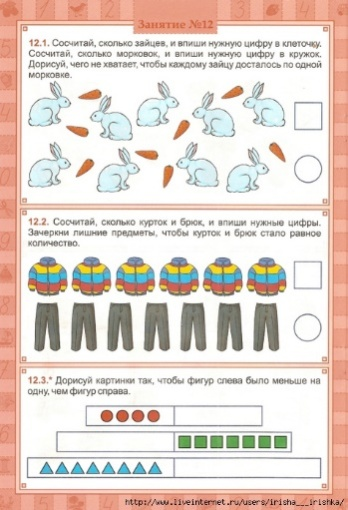 Занятие №12
12.1. Сосчитай, сколько зайцев, и впиши нужную цифру в клеточку.
Сосчитай, сколько морковок, и впиши нужную цифру в кружок.
Дорисуй, чего не хватает, чтобы каждому зайцу досталось по одной
морковке.
12.2. Сосчитай, сколько курток и брюк, и впиши нужные цифры.
Зачеркни лишние предметы, чтобы курток и брюк стало равное
количество.
12.3.* Дорисуй картинки так, чтобы фигур слева было меньше на
одну, чем фигур справа.
http://www.liveinternet.ru/users/irisha___irishka/